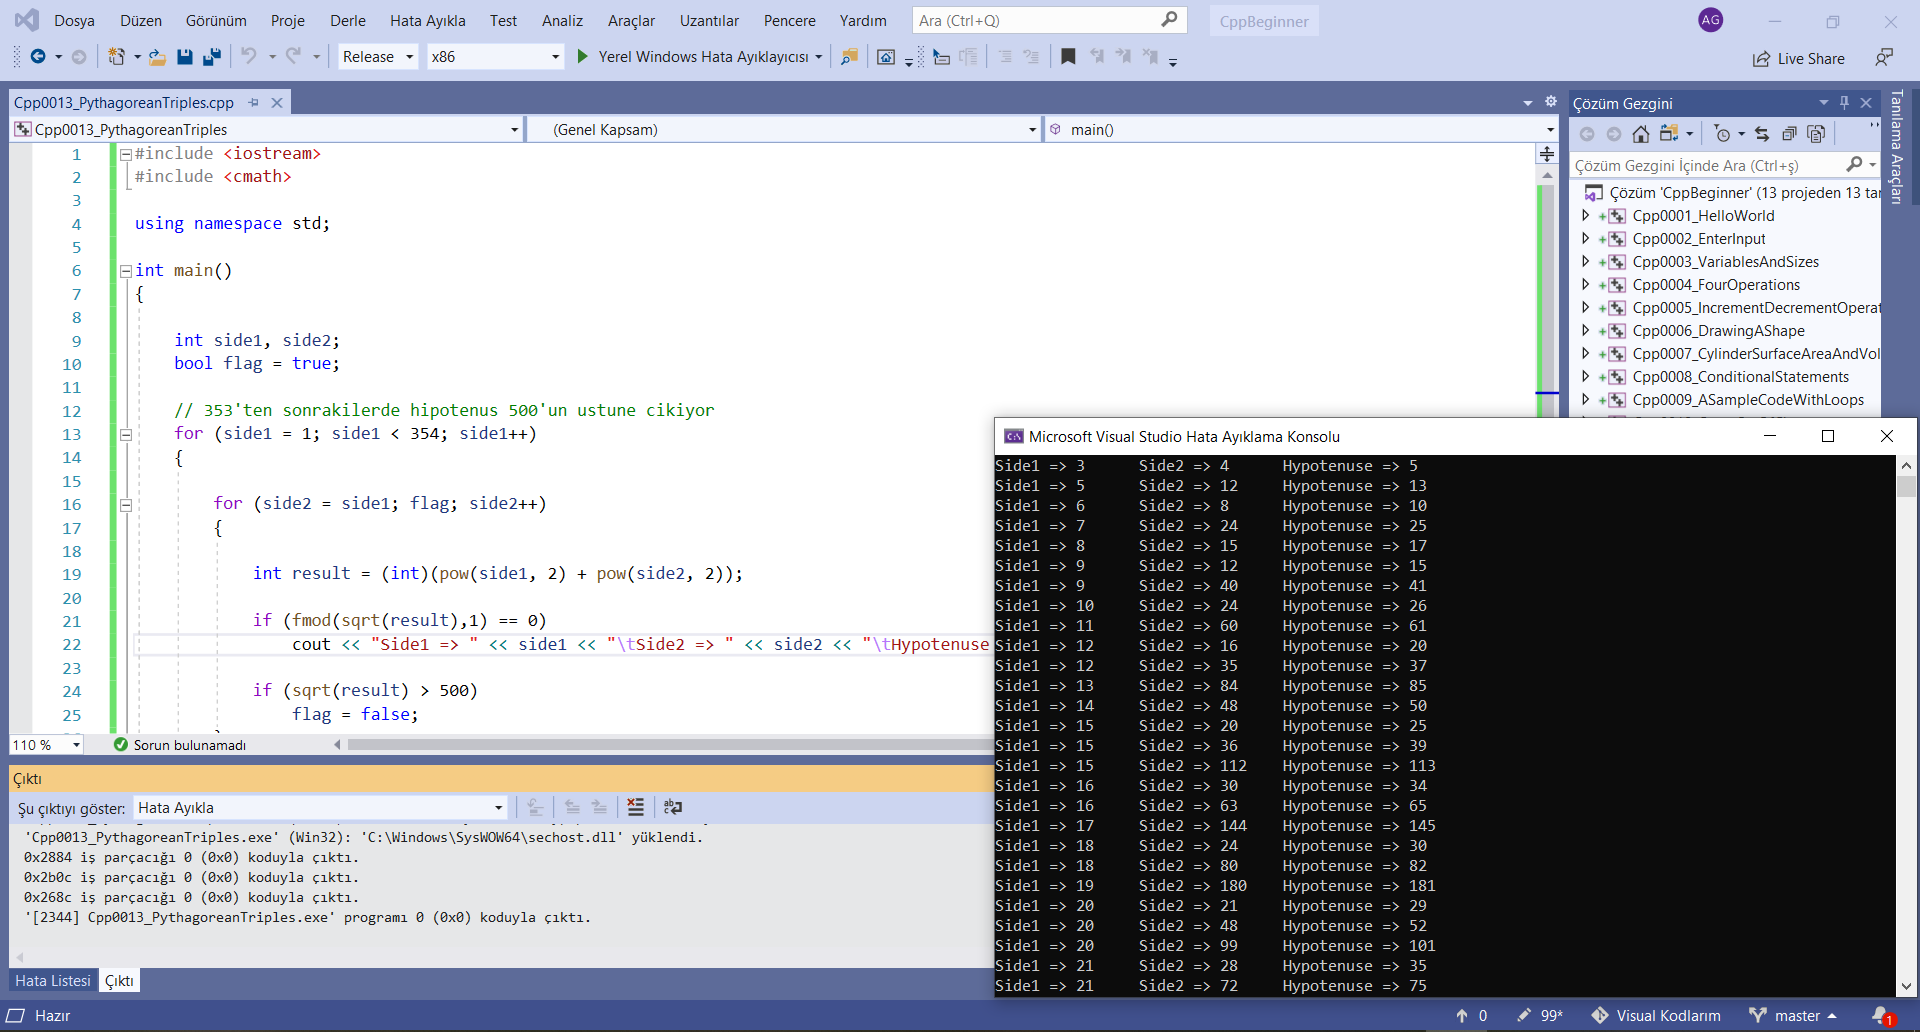 Dosya Düzen Görünüm Proje Derle Hata Ayıkla Test Analiz Araçlar Uzantılar Pencere Yardım Ara (Ctrl+Q) CppBeginner AG
Release x86 Yerel Windows Hata Ayıklayıcısı Live Share
Cpp0013_PythagoreanTriples.cpp
Cpp0013_PythagoreanTriples (Genel Kapsam) main()
1 #include <iostream>
2 #include <cmath>
3
4 using namespace std;
5
6 int main()
7 {
8
9 int side1, side2;
10 bool flag = true;
11
12 // 353'ten sonrakilerde hipotenus 500'un ustune cikiyor
13 for (side1 = 1; side1 < 354; side1++)
14 {
15
16 for (side2 = side1; flag; side2++)
17 {
18
19 int result = (int)(pow(side1, 2) + pow(side2, 2));
20
21 if (fmod(sqrt(result),1) == 0)
22 cout << "Side1 => " << side1 << "\tSide2 => " << side2 << "\tHypotenuse
23
24 if (sqrt(result) > 500)
25 flag = false;
110 % Sorun bulunamadı
Çıktı
Şu çıktıyı göster: Hata Ayıkla
'Cpp0013_PythagoreanTriples.exe' (Win32): 'C:\Windows\SysWOW64\sechost.dll' yüklendi.
0x2884 iş parçacığı 0 (0x0) koduyla çıktı.
0x2b0c iş parçacığı 0 (0x0) koduyla çıktı.
0x268c iş parçacığı 0 (0x0) koduyla çıktı.
'[2344] Cpp0013_PythagoreanTriples.exe' programı 0 (0x0) koduyla çıktı.
Hata Listesi Çıktı
Çözüm Gezgini
Çözüm Gezgini İçinde Ara (Ctrl+ş)
Çözüm 'CppBeginner' (13 projeden 13 tar
Cpp0001_HelloWorld
Cpp0002_EnterInput
Cpp0003_VariablesAndSizes
Cpp0004_FourOperations
Cpp0005_IncrementDecrementOperat
Cpp0006_DrawingAShape
Cpp0007_CylinderSurfaceAreaAndVol
Cpp0008_ConditionalStatements
Cpp0009_ASampleCodeWithLoops
Tanılama Araçları
Microsoft Visual Studio Hata Ayıklama Konsolu
Side1 => 3 Side2 => 4 Hypotenuse => 5
Side1 => 5 Side2 => 12 Hypotenuse => 13
Side1 => 6 Side2 => 8 Hypotenuse => 10
Side1 => 7 Side2 => 24 Hypotenuse => 25
Side1 => 8 Side2 => 15 Hypotenuse => 17
Side1 => 9 Side2 => 12 Hypotenuse => 15
Side1 => 9 Side2 => 40 Hypotenuse => 41
Side1 => 10 Side2 => 24 Hypotenuse => 26
Side1 => 11 Side2 => 60 Hypotenuse => 61
Side1 => 12 Side2 => 16 Hypotenuse => 20
Side1 => 12 Side2 => 35 Hypotenuse => 37
Side1 => 13 Side2 => 84 Hypotenuse => 85
Side1 => 14 Side2 => 48 Hypotenuse => 50
Side1 => 15 Side2 => 20 Hypotenuse => 25
Side1 => 15 Side2 => 36 Hypotenuse => 39
Side1 => 15 Side2 => 112 Hypotenuse => 113
Side1 => 16 Side2 => 30 Hypotenuse => 34
Side1 => 16 Side2 => 63 Hypotenuse => 65
Side1 => 17 Side2 => 144 Hypotenuse => 145
Side1 => 18 Side2 => 24 Hypotenuse => 30
Side1 => 18 Side2 => 80 Hypotenuse => 82
Side1 => 19 Side2 => 180 Hypotenuse => 181
Side1 => 20 Side2 => 21 Hypotenuse => 29
Side1 => 20 Side2 => 48 Hypotenuse => 52
Side1 => 20 Side2 => 99 Hypotenuse => 101
Side1 => 21 Side2 => 28 Hypotenuse => 35
Side1 => 21 Side2 => 72 Hypotenuse => 75
Hazır 0 99* Visual Kodlarım master 1